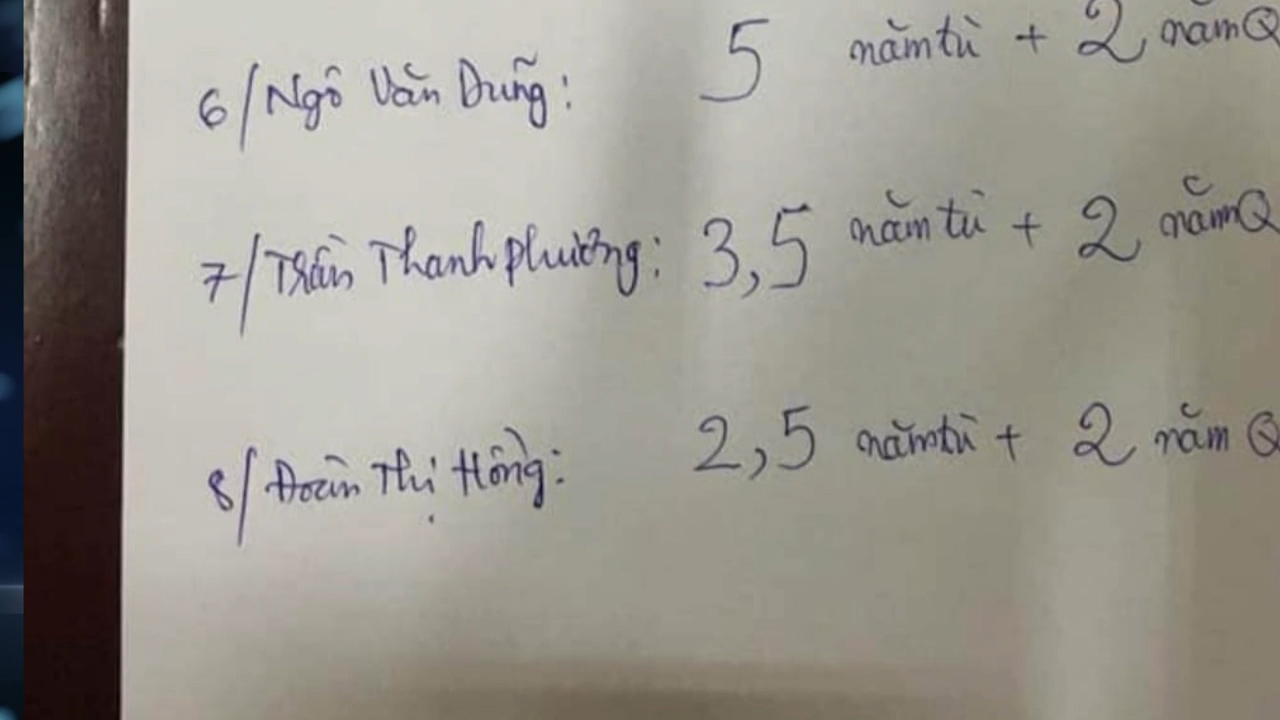 6/ Ngô Văn Dũng: 5 năm tù + 2 năm Q
7/ Trần Thanh Phương: 3,5 năm tù + 2 năm Q
8/ Đoàn Thị Hồng: 2,5 năm tù + 2 năm Q